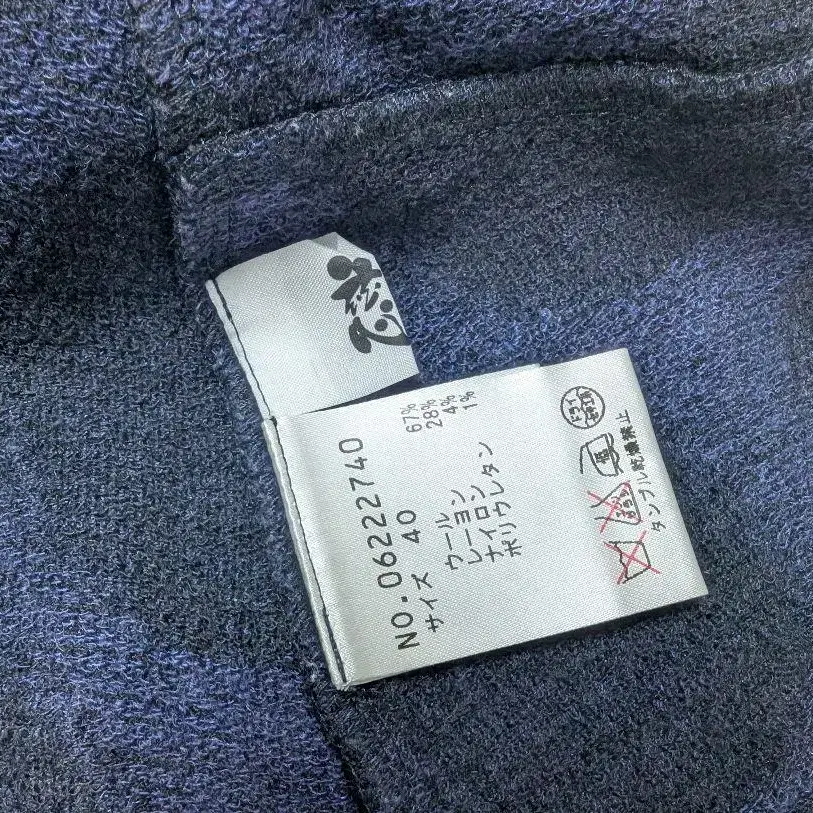 NO.06222740
サイズ 40
ウール 67%
レーヨン 28%
ナイロン 4%
ポリウレタン 1%
ドライ
中
タンブル乾燥禁止